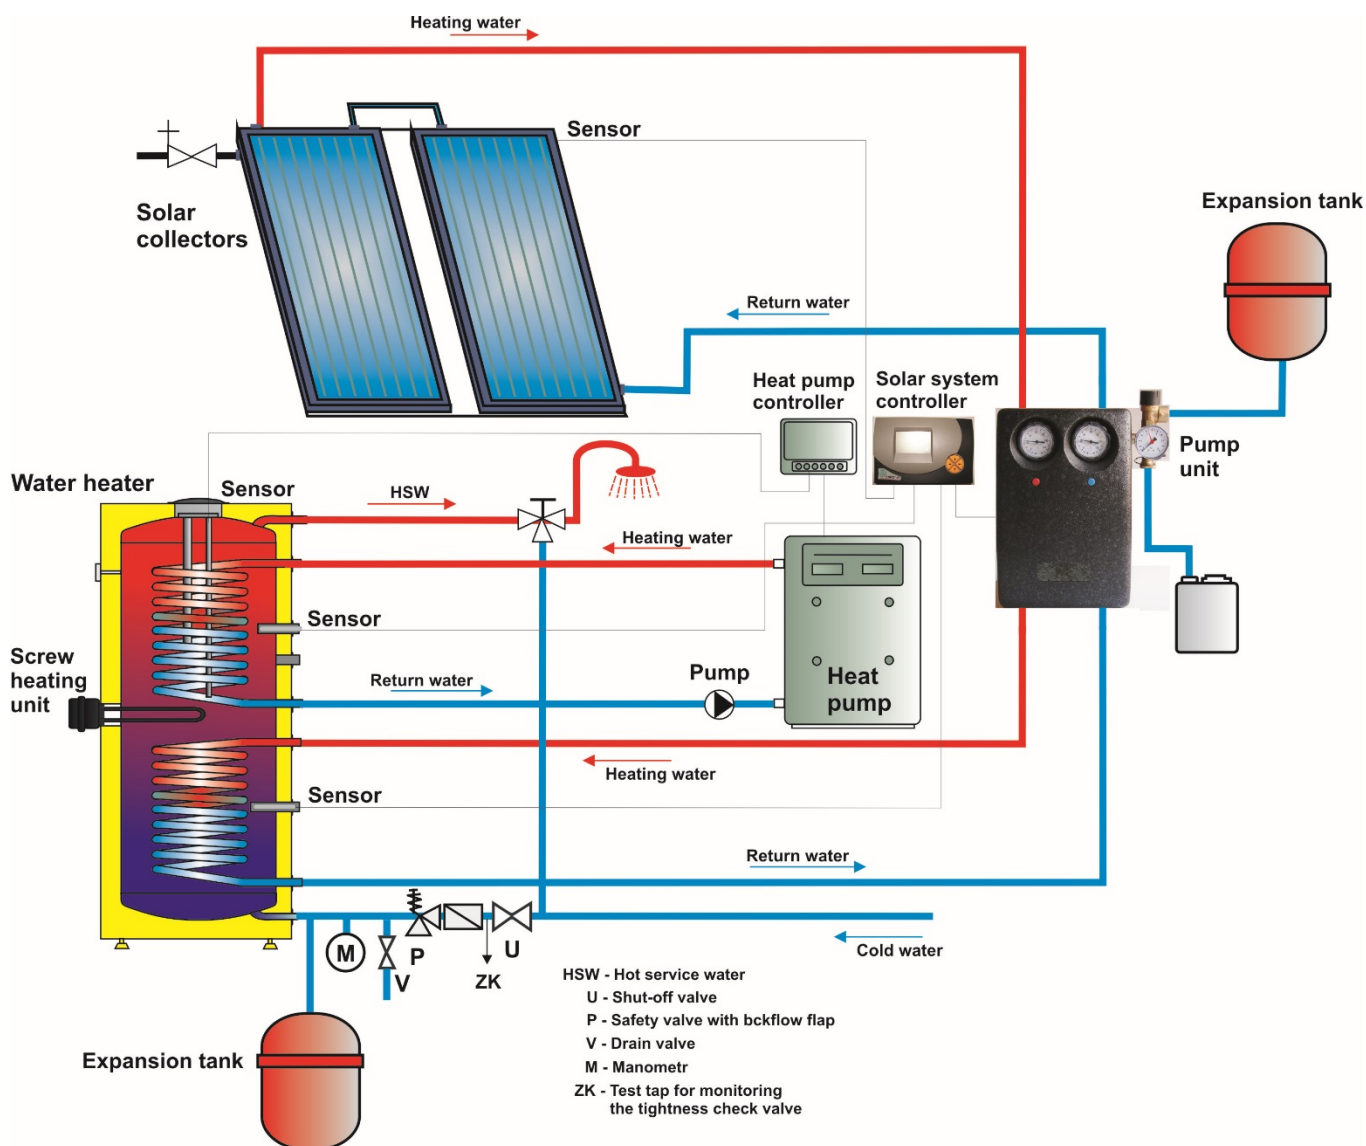 Heating water
Sensor
Solar
collectors
Expansion tank
Return water
Heat pump
controller
Solar system
controller
Pump
unit
Water heater
Sensor
HSW
Heating water
Sensor
Screw
heating
unit
Return water
Pump
Heat
pump
Heating water
Sensor
Return water
M
V
P
ZK
U
Cold water
Expansion tank
HSW - Hot service water
U - Shut-off valve
P - Safety valve with bckflow flap
V - Drain valve
M - Manometr
ZK - Test tap for monitoring
the tightness check valve